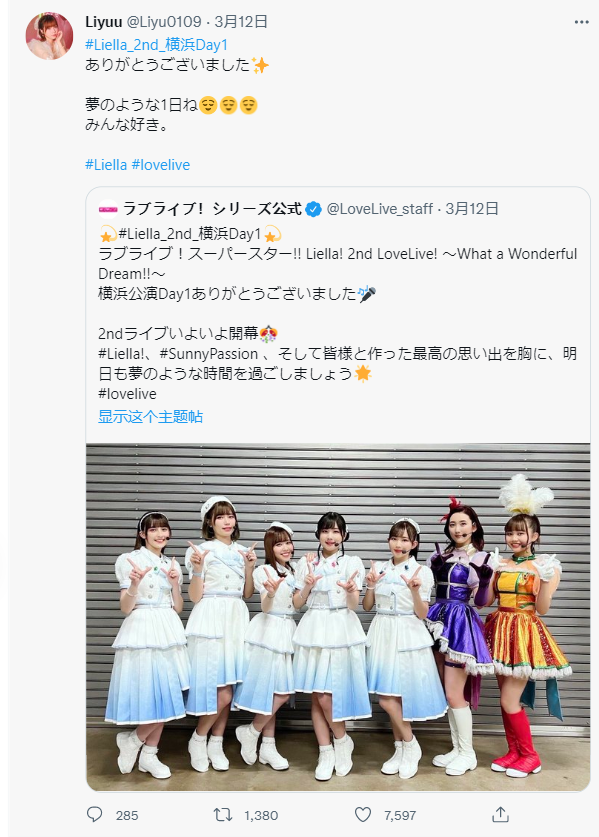 Liyuu @Liyu0109 · 3月12日
#Liella_2nd_横浜Day1
ありがとうございました✨
夢のような1日ね😌😌😌
みんな好き。
#Liella #lovelive
ラブライブ！シリーズ公式 @LoveLive_staff · 3月12日
💫#Liella_2nd_横浜Day1💫
ラブライブ！スーパースター!! Liella! 2nd LoveLive! ～What a Wonderful
Dream!!～
横浜公演Day1ありがとうございました🎤
2ndライブいよいよ開幕🎊
#Liella!、#SunnyPassion 、そして皆様と作った最高の思い出を胸に、明
日も夢のような時間を過ごしましょう🌟
#lovelive
显示这个主题帖
285 1,380 7,597